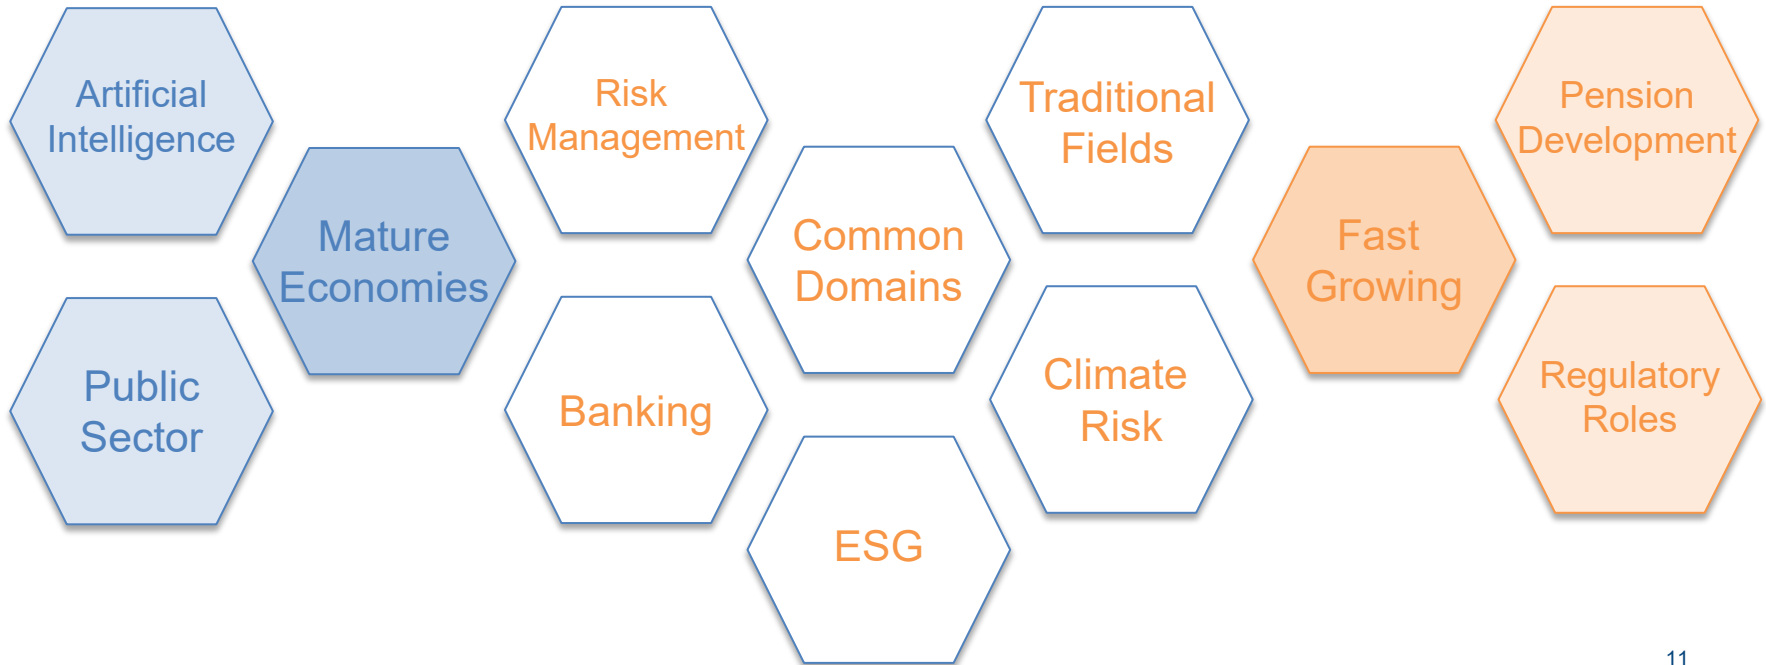 Artificial
Intelligence
Public
Sector
Mature
Economies
Risk
Management
Banking
Common
Domains
ESG
Traditional
Fields
Climate
Risk
Fast
Growing
Pension
Development
Regulatory
Roles
11